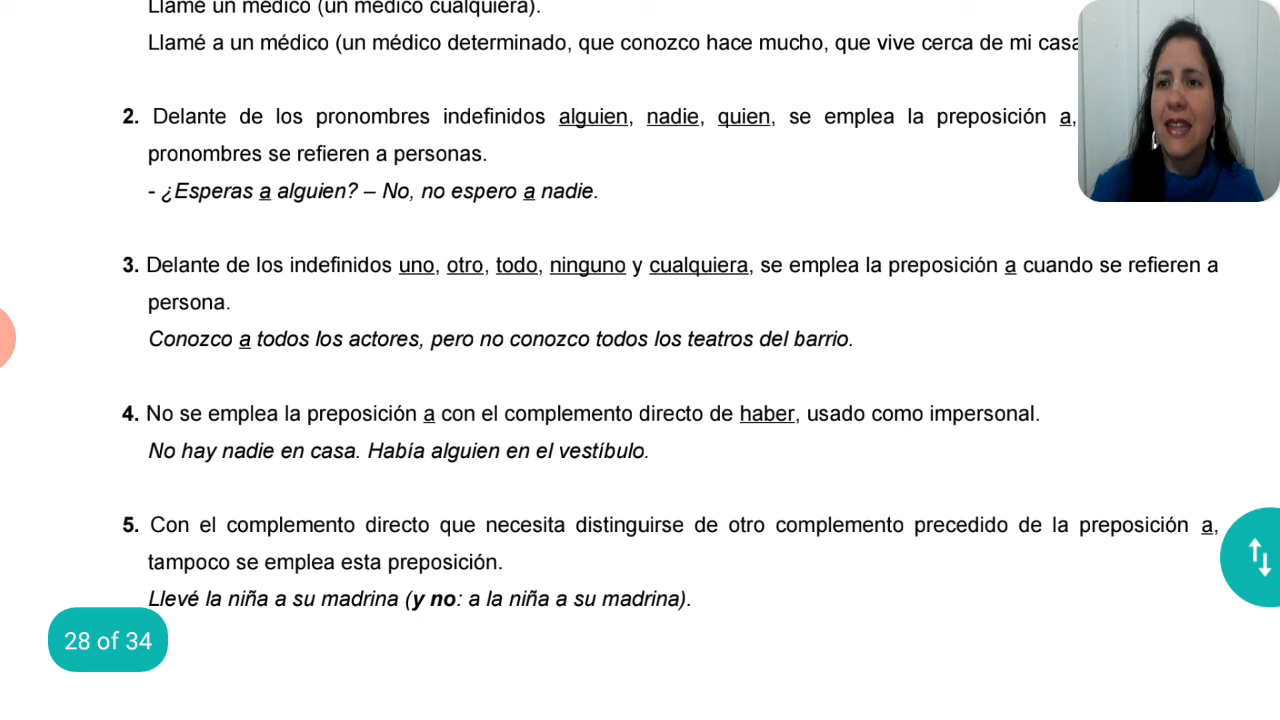 Llamé un médico (un médico cualquiera).
Llamé a un médico (un médico determinado, que conozco hace mucho, que vive cerca de mi casa
2. Delante de los pronombres indefinidos alguien, nadie, quien, se emplea la preposición a,
pronombres se refieren a personas.
- ¿Esperas a alguien? – No, no espero a nadie.
3. Delante de los indefinidos uno, otro, todo, ninguno y cualquiera, se emplea la preposición a cuando se refieren a
persona.
Conozco a todos los actores, pero no conozco todos los teatros del barrio.
4. No se emplea la preposición a con el complemento directo de haber, usado como impersonal.
No hay nadie en casa. Había alguien en el vestíbulo.
5. Con el complemento directo que necesita distinguirse de otro complemento precedido de la preposición a,
tampoco se emplea esta preposición.
Llevé la niña a su madrina (y no: a la niña a su madrina).
28 of 34